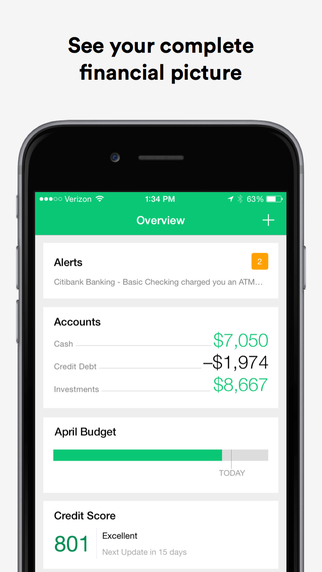 See your complete
financial picture
Verizon 1:34 PM 63%
Overview
Alerts 2
Citibank Banking - Basic Checking charged you an ATM…
Accounts
Cash $7,050
Credit Debt –$1,974
Investments $8,667
April Budget
TODAY
Credit Score
801 Excellent
Next Update in 15 days